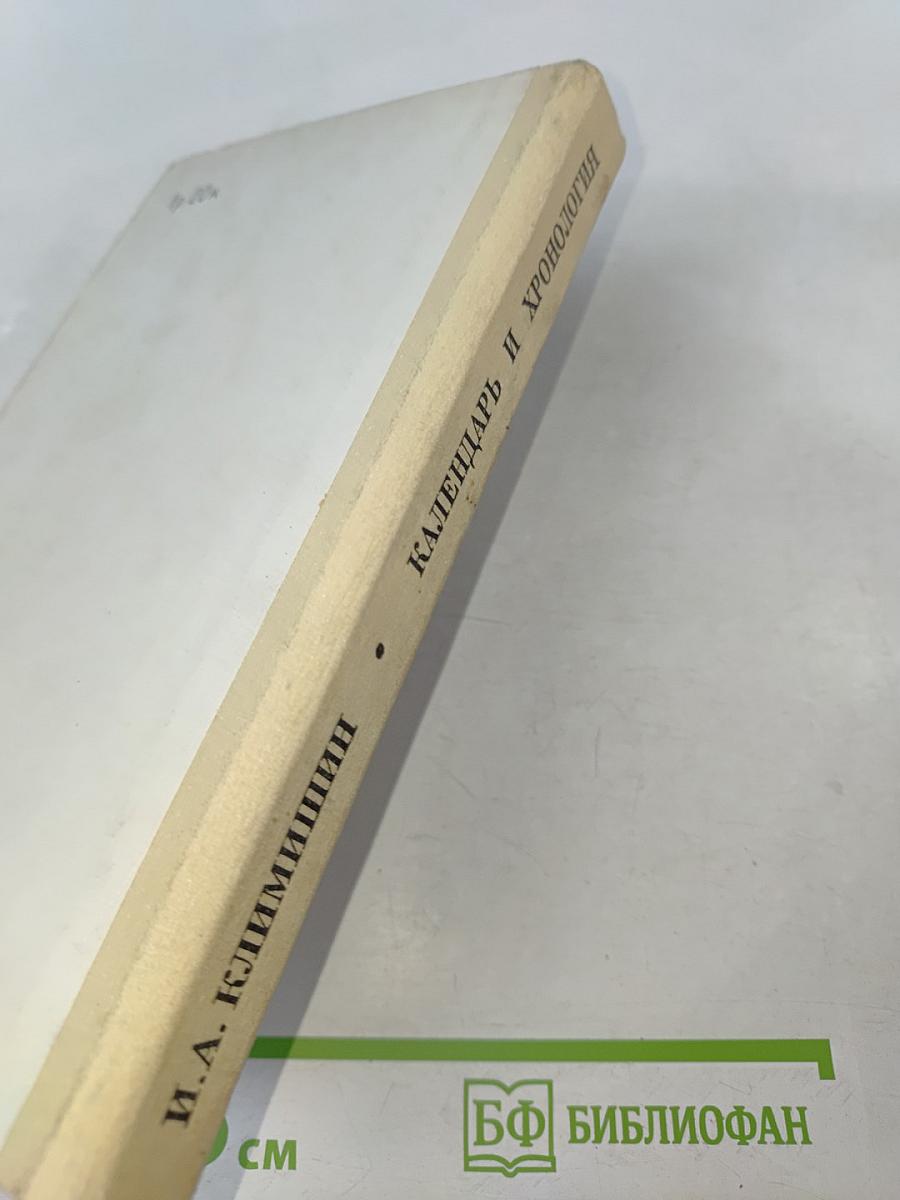 И.А. КЛИМИШИН • КАЛЕНДАРЬ И ХРОНОЛОГИЯ
см
БФ БИБЛИОФАН